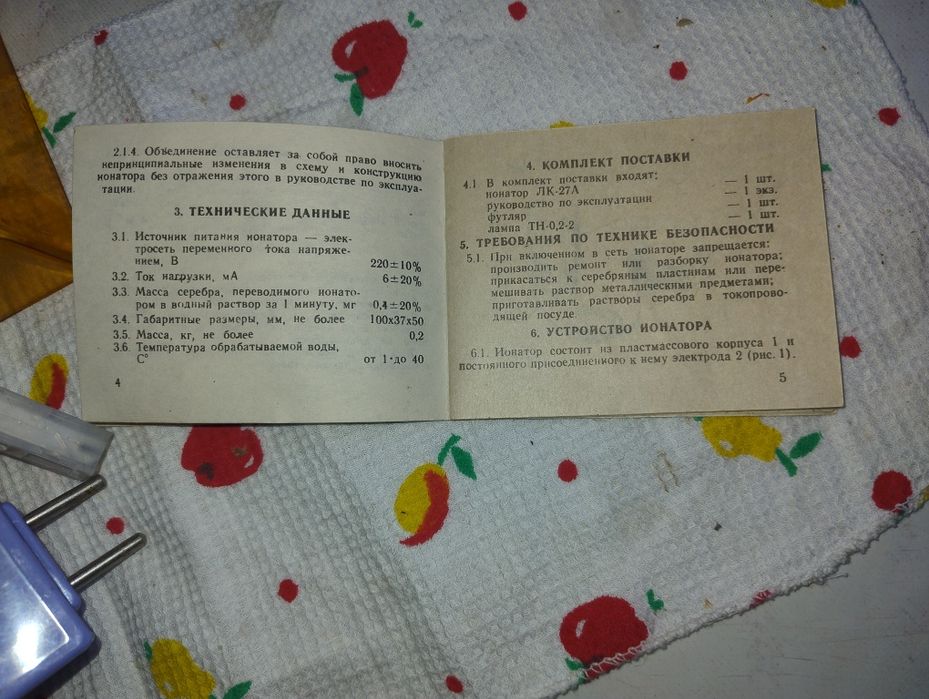 2.1.4. Объединение оставляет за собой право вносить
непринципиальные изменения в схему и конструкцию
ионатора без отражения этого в руководстве по эксплуа-
тации.
3. ТЕХНИЧЕСКИЕ ДАННЫЕ
3.1. Источник питания ионатора — элек-
тросеть переменного тока напряже-
нием, В 220±10%
3.2. Ток нагрузки, мА 6±20%
3.3. Масса серебра, переводимого ионато-
ром в водный раствор за 1 минуту, мг 0,4±20%
3.4. Габаритные размеры, мм, не более 100х37х50
3.5. Масса, кг, не более 0,2
3.6. Температура обрабатываемой воды,
С° от 1 до 40
4
4. КОМПЛЕКТ ПОСТАВКИ
4.1 В комплект поставки входят:
ионатор ЛК-27А — 1 шт.
руководство по эксплуатации — 1 экз.
футляр — 1 шт.
лампа ТН-0,2-2 — 1 шт.
5. ТРЕБОВАНИЯ ПО ТЕХНИКЕ БЕЗОПАСНОСТИ
5.1. При включенном в сеть ионаторе запрещается:
производить ремонт или разборку ионатора;
прикасаться к серебряным пластинам или пере-
мешивать раствор металлическими предметами;
приготавливать растворы серебра в токопрово-
дящей посуде
6. УСТРОЙСТВО ИОНАТОРА
6.1. Ионатор состоит из пластмассового корпуса 1 и
постоянного присоединенного к нему электрода 2 (рис. 1).
5